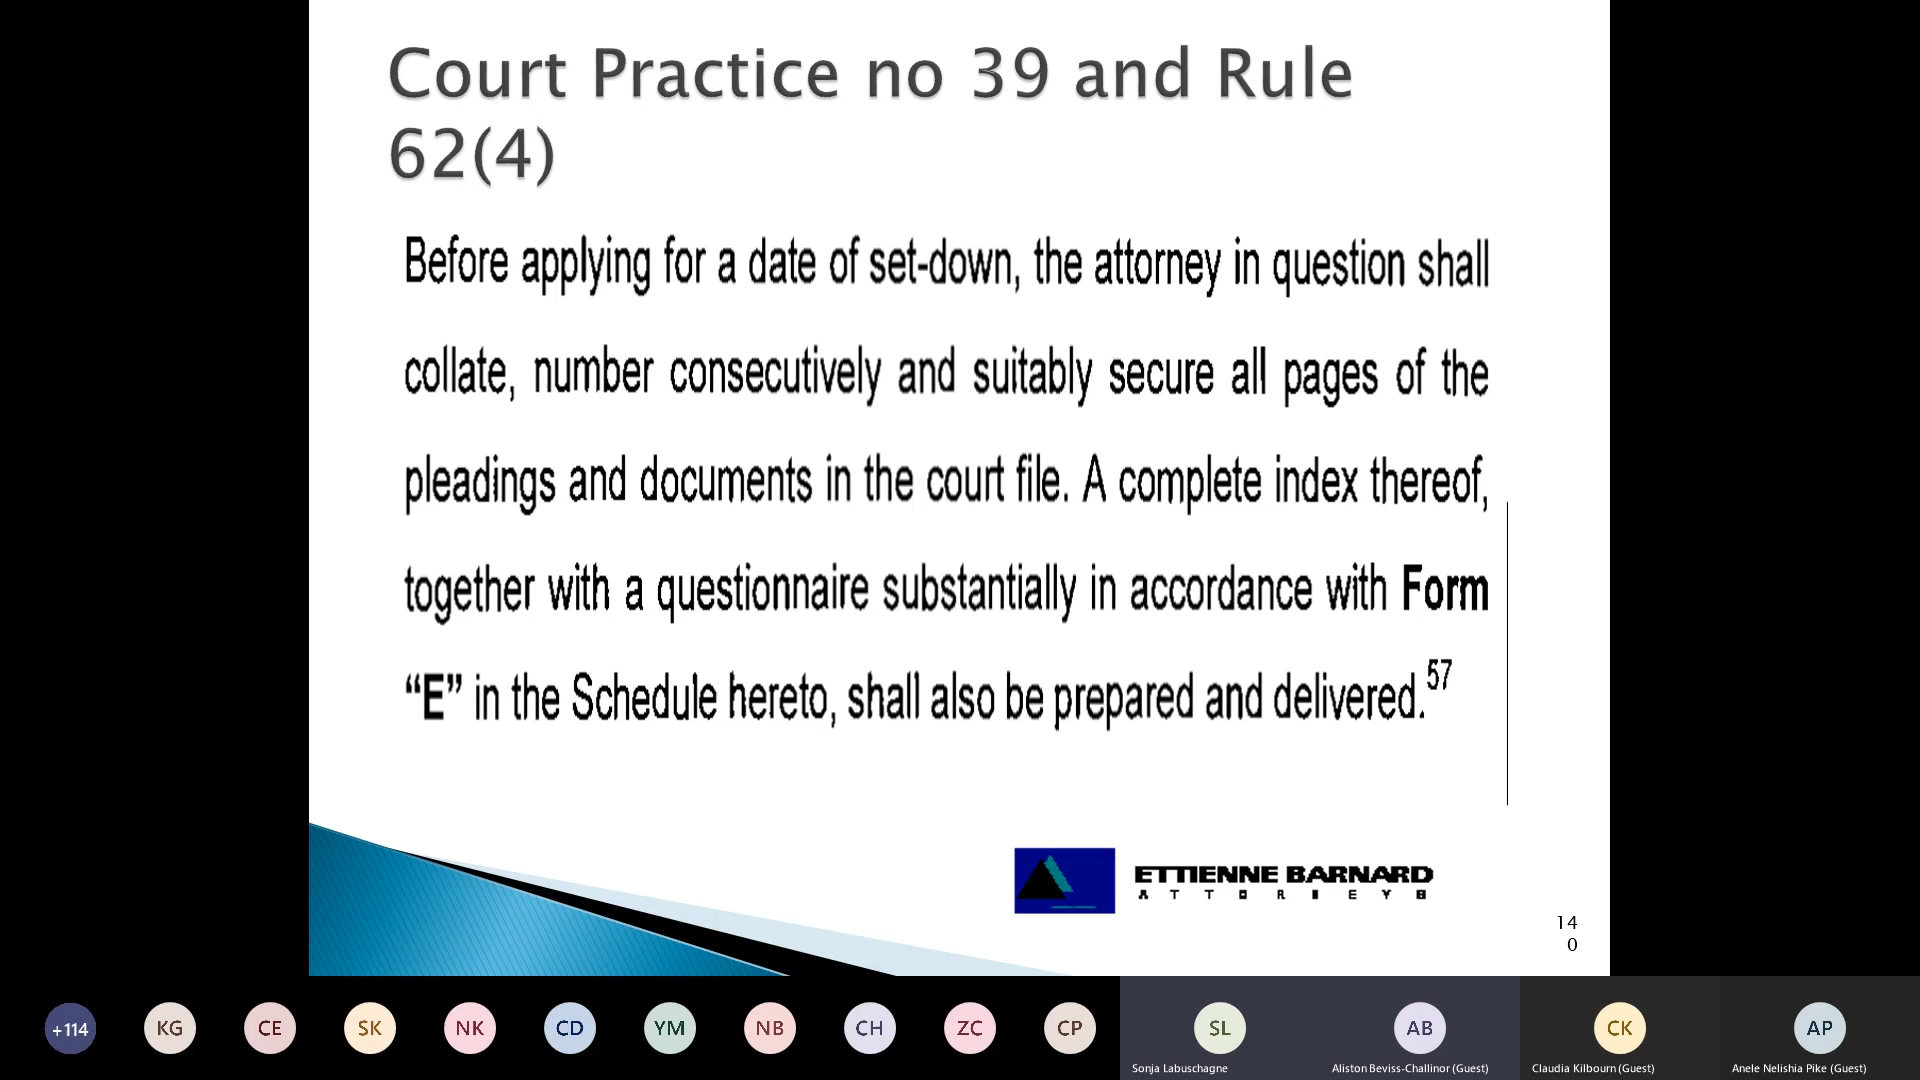 Court Practice no 39 and Rule
62(4)
Before applying for a date of set-down, the attorney in question shall
collate, number consecutively and suitably secure all pages of the
pleadings and documents in the court file. A complete index thereof,
together with a questionnaire substantially in accordance with Form
“E” in the Schedule hereto, shall also be prepared and delivered.57
ETTIENNE BARNARD
ATTORNEYS
14
0
+114
KG
CE
SK
NK
CD
YM
NB
CH
ZC
CP
SL
AB
CK
AP
Sonja Labuschagne
Aliston Beviss-Challinor (Guest)
Claudia Kilbourn (Guest)
Anele Nelishia Pike (Guest)